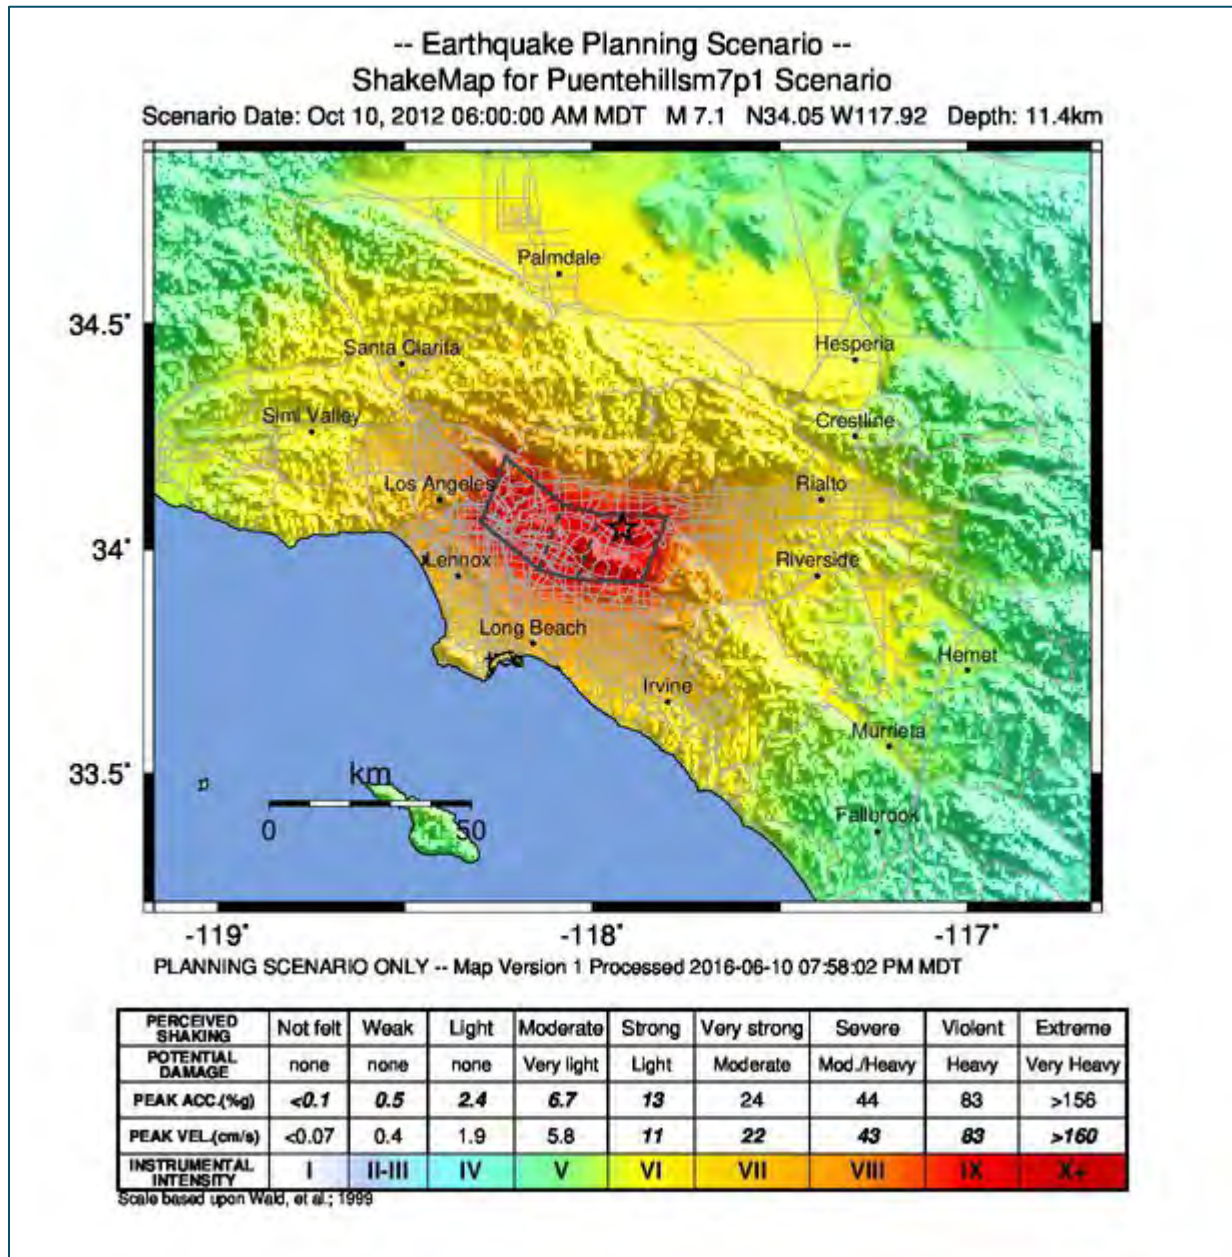 -- Earthquake Planning Scenario --
ShakeMap for Puentehillsm7p1 Scenario
Scenario Date: Oct 10, 2012 06:00:00 AM MDT M 7.1 N34.05 W117.92 Depth: 11.4km
Palmdale
34.5°
Santa Clarita
Hesperia
Simi Valley
Crestline
Los Angeles
Rialto
34°
Lennox
Riverside
Long Beach
Hemet
Irvine
Murrieta
33.5°
km
Fallbrook
0 50
-119° -118° -117°
PLANNING SCENARIO ONLY -- Map Version 1 Processed 2016-06-10 07:58:02 PM MDT
PERCEIVED SHAKING Not felt Weak Light Moderate Strong Very strong Severe Violent Extreme
POTENTIAL DAMAGE none none none Very light Light Moderate Mod./Heavy Heavy Very Heavy
PEAK ACC.(%g) <0.1 0.5 2.4 6.7 13 24 44 83 >156
PEAK VEL.(cm/s) <0.07 0.4 1.9 5.8 11 22 43 83 >160
INSTRUMENTAL INTENSITY I II-III IV V VI VII VIII IX X+
Scale based upon Wald, et al.; 1999